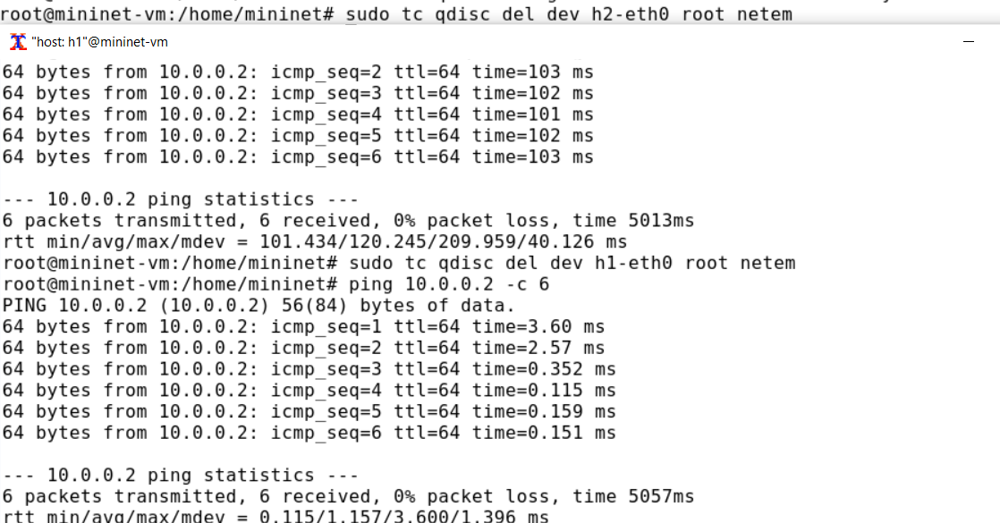 root@mininet-vm:/home/mininet# sudo tc qdisc del dev h2-eth0 root netem
"host: h1"@mininet-vm
64 bytes from 10.0.0.2: icmp_seq=2 ttl=64 time=103 ms
64 bytes from 10.0.0.2: icmp_seq=3 ttl=64 time=102 ms
64 bytes from 10.0.0.2: icmp_seq=4 ttl=64 time=101 ms
64 bytes from 10.0.0.2: icmp_seq=5 ttl=64 time=102 ms
64 bytes from 10.0.0.2: icmp_seq=6 ttl=64 time=103 ms
--- 10.0.0.2 ping statistics ---
6 packets transmitted, 6 received, 0% packet loss, time 5013ms
rtt min/avg/max/mdev = 101.434/120.245/209.959/40.126 ms
root@mininet-vm:/home/mininet# sudo tc qdisc del dev h1-eth0 root netem
root@mininet-vm:/home/mininet# ping 10.0.0.2 -c 6
PING 10.0.0.2 (10.0.0.2) 56(84) bytes of data.
64 bytes from 10.0.0.2: icmp_seq=1 ttl=64 time=3.60 ms
64 bytes from 10.0.0.2: icmp_seq=2 ttl=64 time=2.57 ms
64 bytes from 10.0.0.2: icmp_seq=3 ttl=64 time=0.352 ms
64 bytes from 10.0.0.2: icmp_seq=4 ttl=64 time=0.115 ms
64 bytes from 10.0.0.2: icmp_seq=5 ttl=64 time=0.159 ms
64 bytes from 10.0.0.2: icmp_seq=6 ttl=64 time=0.151 ms
--- 10.0.0.2 ping statistics ---
6 packets transmitted, 6 received, 0% packet loss, time 5057ms
rtt min/avg/max/mdev = 0.115/1.157/3.600/1.396 ms